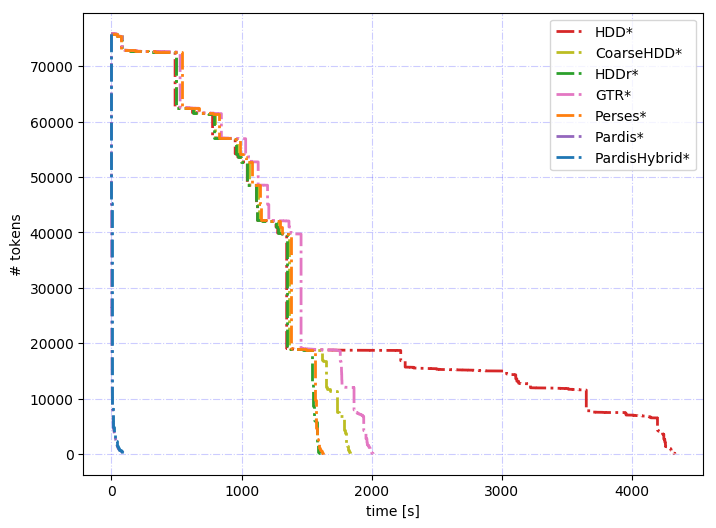 HDD*
CoarseHDD*
HDDr*
GTR*
Perses*
Pardis*
PardisHybrid*
70000
60000
50000
40000
30000
20000
10000
0
# tokens
0 1000 2000 3000 4000
time [s]